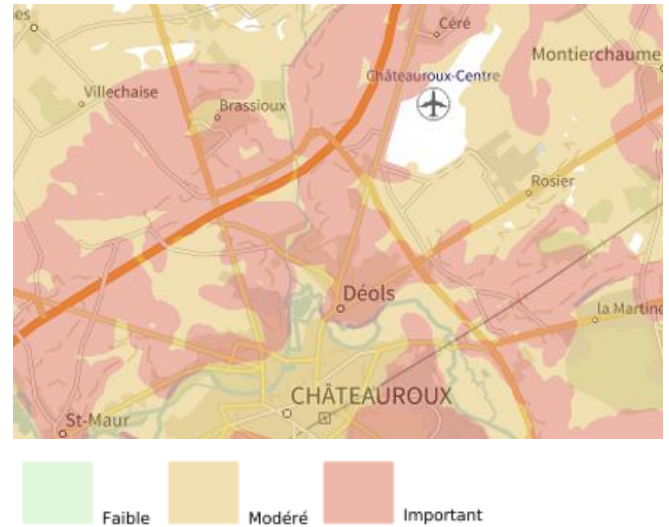 es
Céré
Montierchaume
Châteauroux-Centre
Villechaise
Brassioux
Rosier
Déols
la Martine
CHÂTEAUROUX
St-Maur
Faible Modéré Important